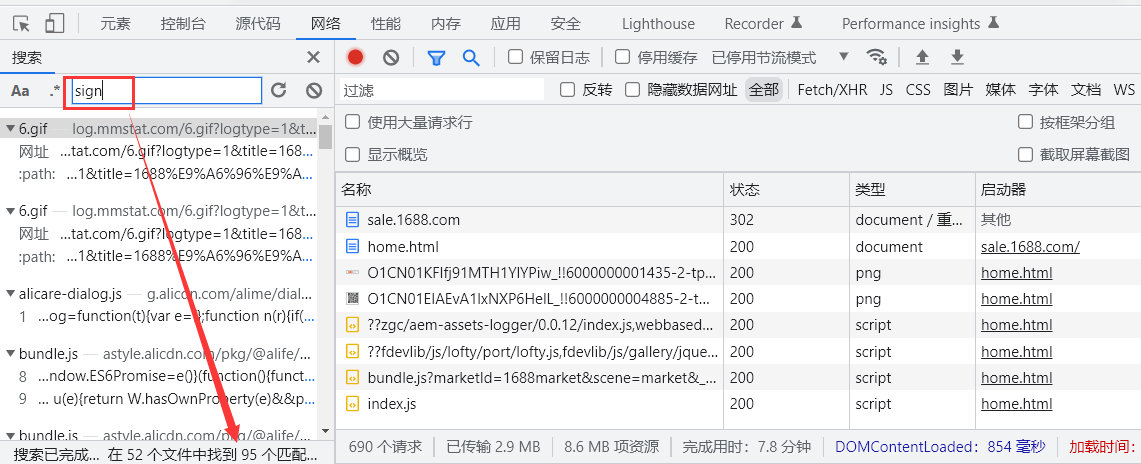 元素 控制台 源代码 网络 性能 内存 应用 安全 Lighthouse Recorder Performance insights
搜索
保留日志 停用缓存 已停用节流模式
Aa .* sign
过滤 反转 隐藏数据网址 全部 Fetch/XHR JS CSS 图片 媒体 字体 文档 WS
使用大量请求行 按框架分组
显示概览 截取屏幕截图
6.gif — log.mmstat.com/6.gif?logtype=1&t...
网址 ...tat.com/6.gif?logtype=1&title=168...
:path: ...1&title=1688%E9%A6%96%E9%A...
6.gif — log.mmstat.com/6.gif?logtype=1&t...
网址 ...tat.com/6.gif?logtype=1&title=168...
:path: ...1&title=1688%E9%A6%96%E9%A...
alicare-dialog.js — g.alicdn.com/alime/dial...
1 ...og=function(t){var e={};function n(r){if(...
bundle.js — astyle.alicdn.com/pkg/@alife/...
8 ...ndow.ES6Promise=e()}(function(){funct...
9 ... u(e){return W.hasOwnProperty(e)&&p...
bundle.js — astyle.alicdn.com/pkg/@alife/...
搜索已完成... 在 52 个文件中找到 95 个匹配...
名称 状态 类型 启动器
sale.1688.com 302 document / 重... 其他
home.html 200 document sale.1688.com/
O1CN01KFIfj91MTH1YlYPiw_!!6000000001435-2-tp... 200 png home.html
O1CN01EIAEvA1IxNXP6HeIL_!!6000000004885-2-t... 200 png home.html
??zgc/aem-assets-logger/0.0.12/index.js,webbased... 200 script home.html
??fdevlib/js/lofty/port/lofty.js,fdevlib/js/gallery/jque... 200 script home.html
bundle.js?marketId=1688market&scene=market&_... 200 script home.html
index.js 200 script home.html
690 个请求 已传输 2.9 MB 8.6 MB 项资源 完成用时：7.8 分钟 DOMContentLoaded：854 毫秒 加载时间：